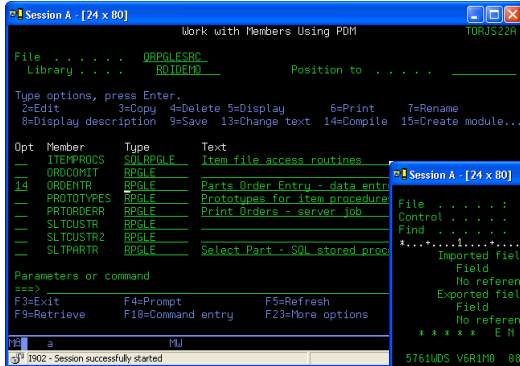 Session A - [24 x 80]
Work with Members Using PDM TORJS22A
File . . . . . . QRPGLESRC
Library . . . . RDIDEMO Position to . . . . .
Type options, press Enter.
2=Edit 3=Copy 4=Delete 5=Display 6=Print 7=Rename
8=Display description 9=Save 13=Change text 14=Compile 15=Create module...
Opt Member Type Text
ITEMPROCS SQLRPGLE Item file access routines
ORDCOMIT RPGLE
14 ORDENTR RPGLE Parts Order Entry - data entr
PROTOTYPES RPGLE Prototypes for item procedures
PRTORDERR RPGLE Print Orders - server job
SLTCUSTR RPGLE
SLTCUSTR2 RPGLE
SLTPARTR RPGLE Select Part - SQL stored proc
Parameters or command
===>
F3=Exit F4=Prompt F5=Refresh
F9=Retrieve F10=Command entry F23=More options
a MW
I902 - Session successfully started
Session A - [24 x 80]
File . . . . . :
Control . . . . .
Find . . . . . .
*...+....1....+....
Imported fiel
Field
No referen
Exported fiel
Field
No referen
* * * * * E N
5761WDS V6R1M0 08